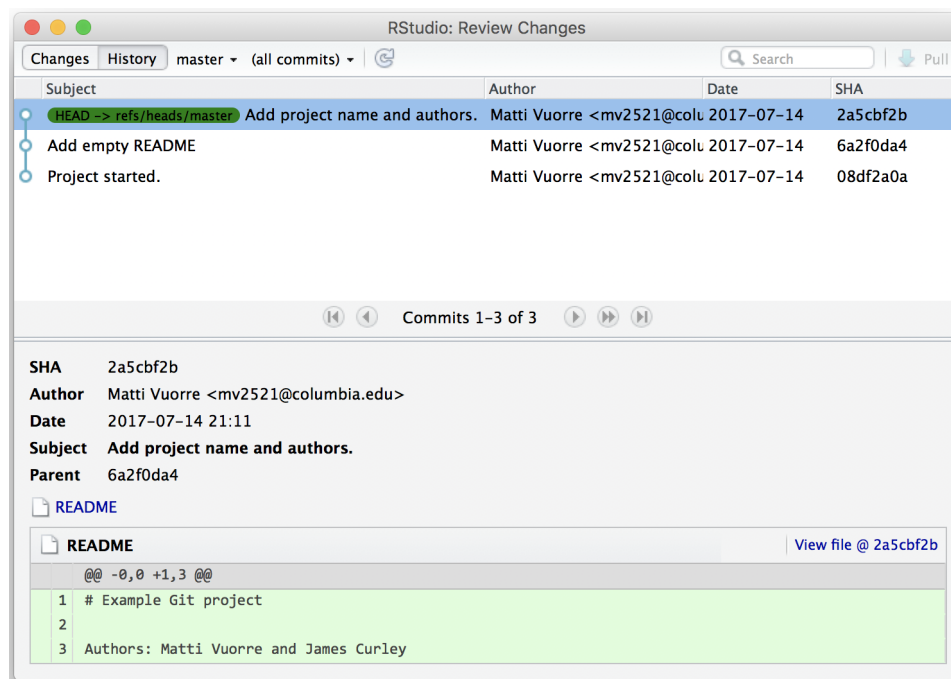 RStudio: Review Changes
Changes History master (all commits) Search Pull
Subject Author Date SHA
HEAD -> refs/heads/master Add project name and authors. Matti Vuorre <mv2521@colu 2017-07-14 2a5cbf2b
Add empty README Matti Vuorre <mv2521@colu 2017-07-14 6a2f0da4
Project started. Matti Vuorre <mv2521@colu 2017-07-14 08df2a0a
Commits 1-3 of 3
SHA 2a5cbf2b
Author Matti Vuorre <mv2521@columbia.edu>
Date 2017-07-14 21:11
Subject Add project name and authors.
Parent 6a2f0da4
README
README View file @ 2a5cbf2b
@@ -0,0 +1,3 @@
1 # Example Git project
2
3 Authors: Matti Vuorre and James Curley